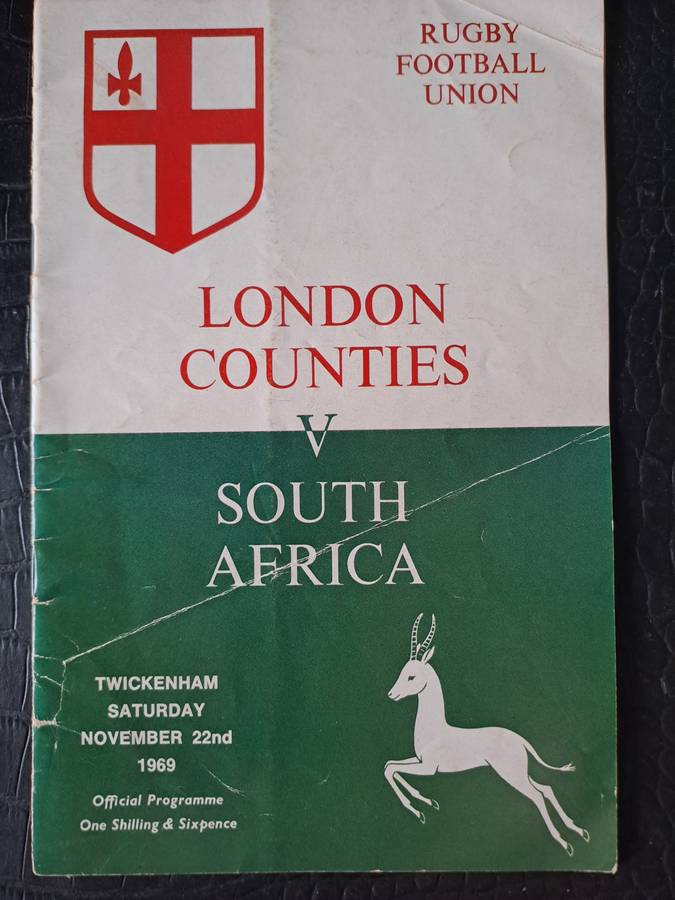 RUGBY
FOOTBALL
UNION
LONDON
COUNTIES
V
SOUTH
AFRICA
TWICKENHAM
SATURDAY
NOVEMBER 22nd
1969
Official Programme
One Shilling & Sixpence